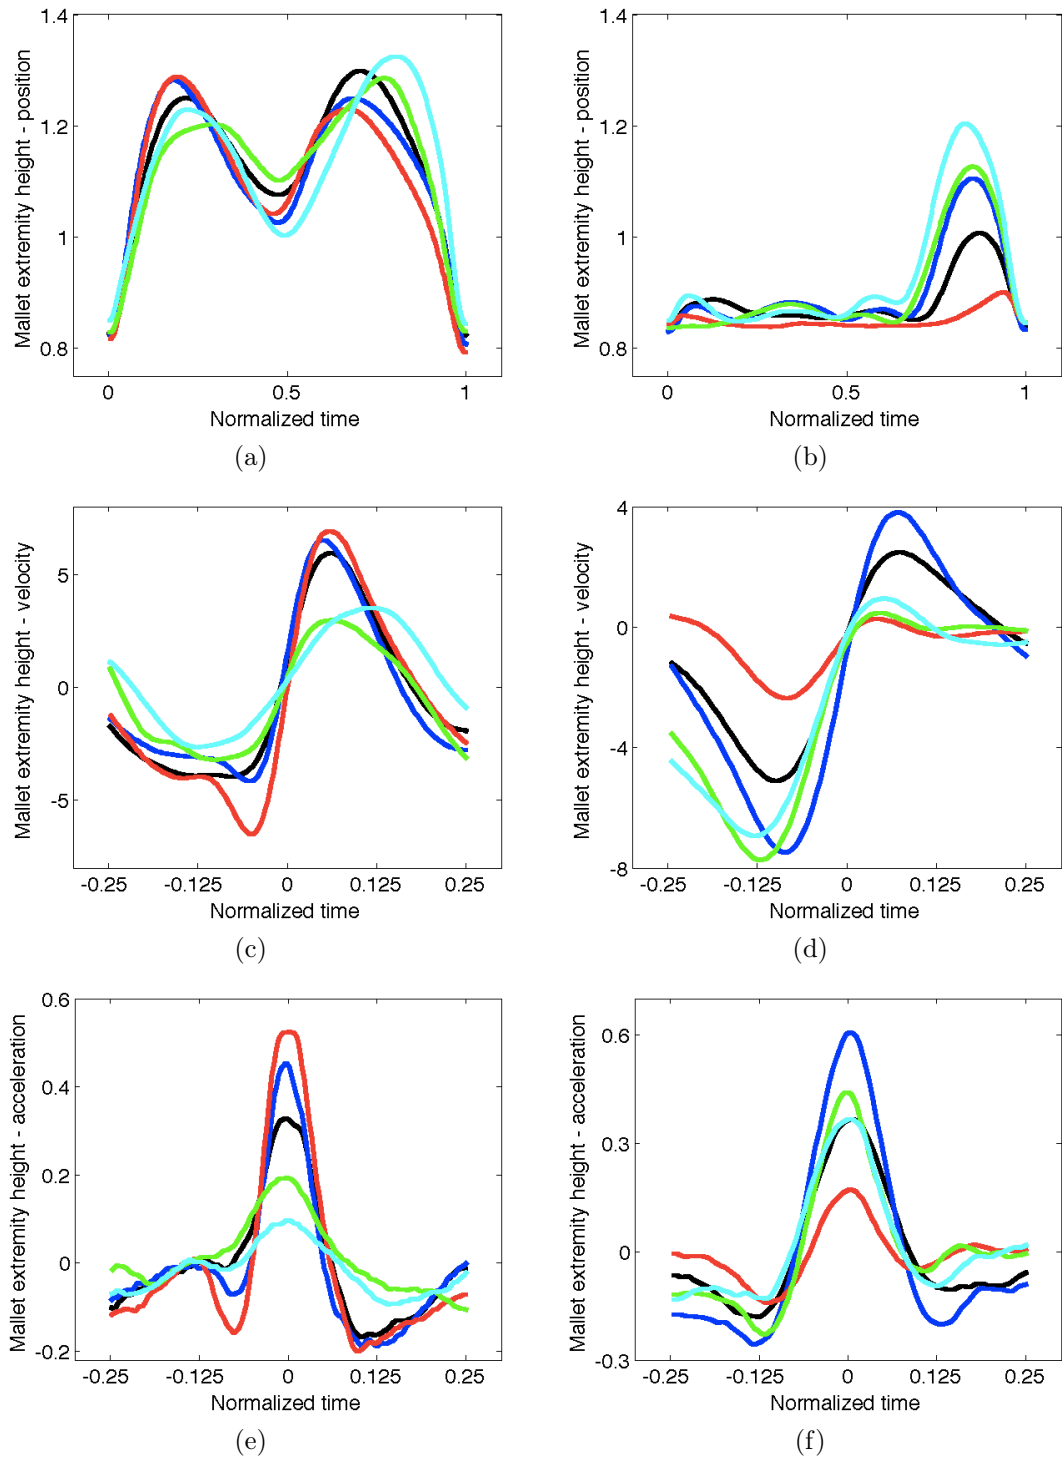 1.4
1.2
1
0.8
Mallet extremity height - position
0 0.5 1
Normalized time
(a)
1.4
1.2
1
0.8
Mallet extremity height - position
0 0.5 1
Normalized time
(b)
5
0
-5
Mallet extremity height - velocity
-0.25 -0.125 0 0.125 0.25
Normalized time
(c)
4
0
-4
-8
Mallet extremity height - velocity
-0.25 -0.125 0 0.125 0.25
Normalized time
(d)
0.6
0.4
0.2
0
-0.2
Mallet extremity height - acceleration
-0.25 -0.125 0 0.125 0.25
Normalized time
(e)
0.6
0.3
0
-0.3
Mallet extremity height - acceleration
-0.25 -0.125 0 0.125 0.25
Normalized time
(f)